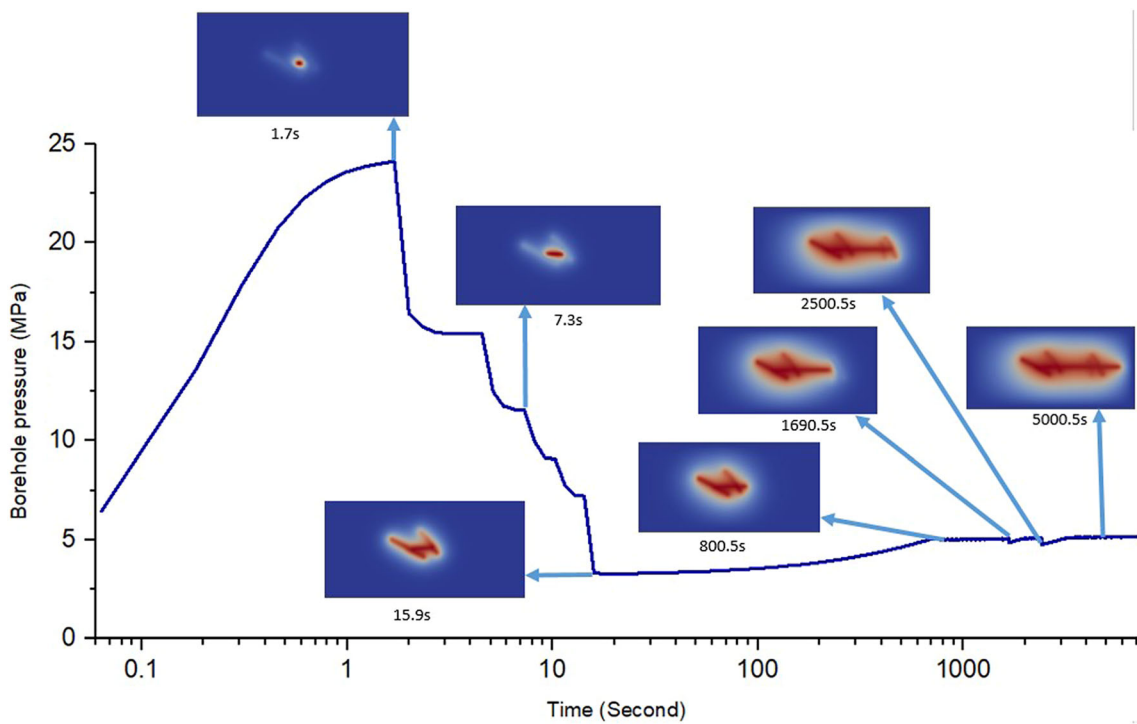 1.7s
25
20
15
10
5
0
7.3s
2500.5s
1690.5s
5000.5s
800.5s
15.9s
0.1
1
10
100
1000
Borehole pressure (MPa)
Time (Second)